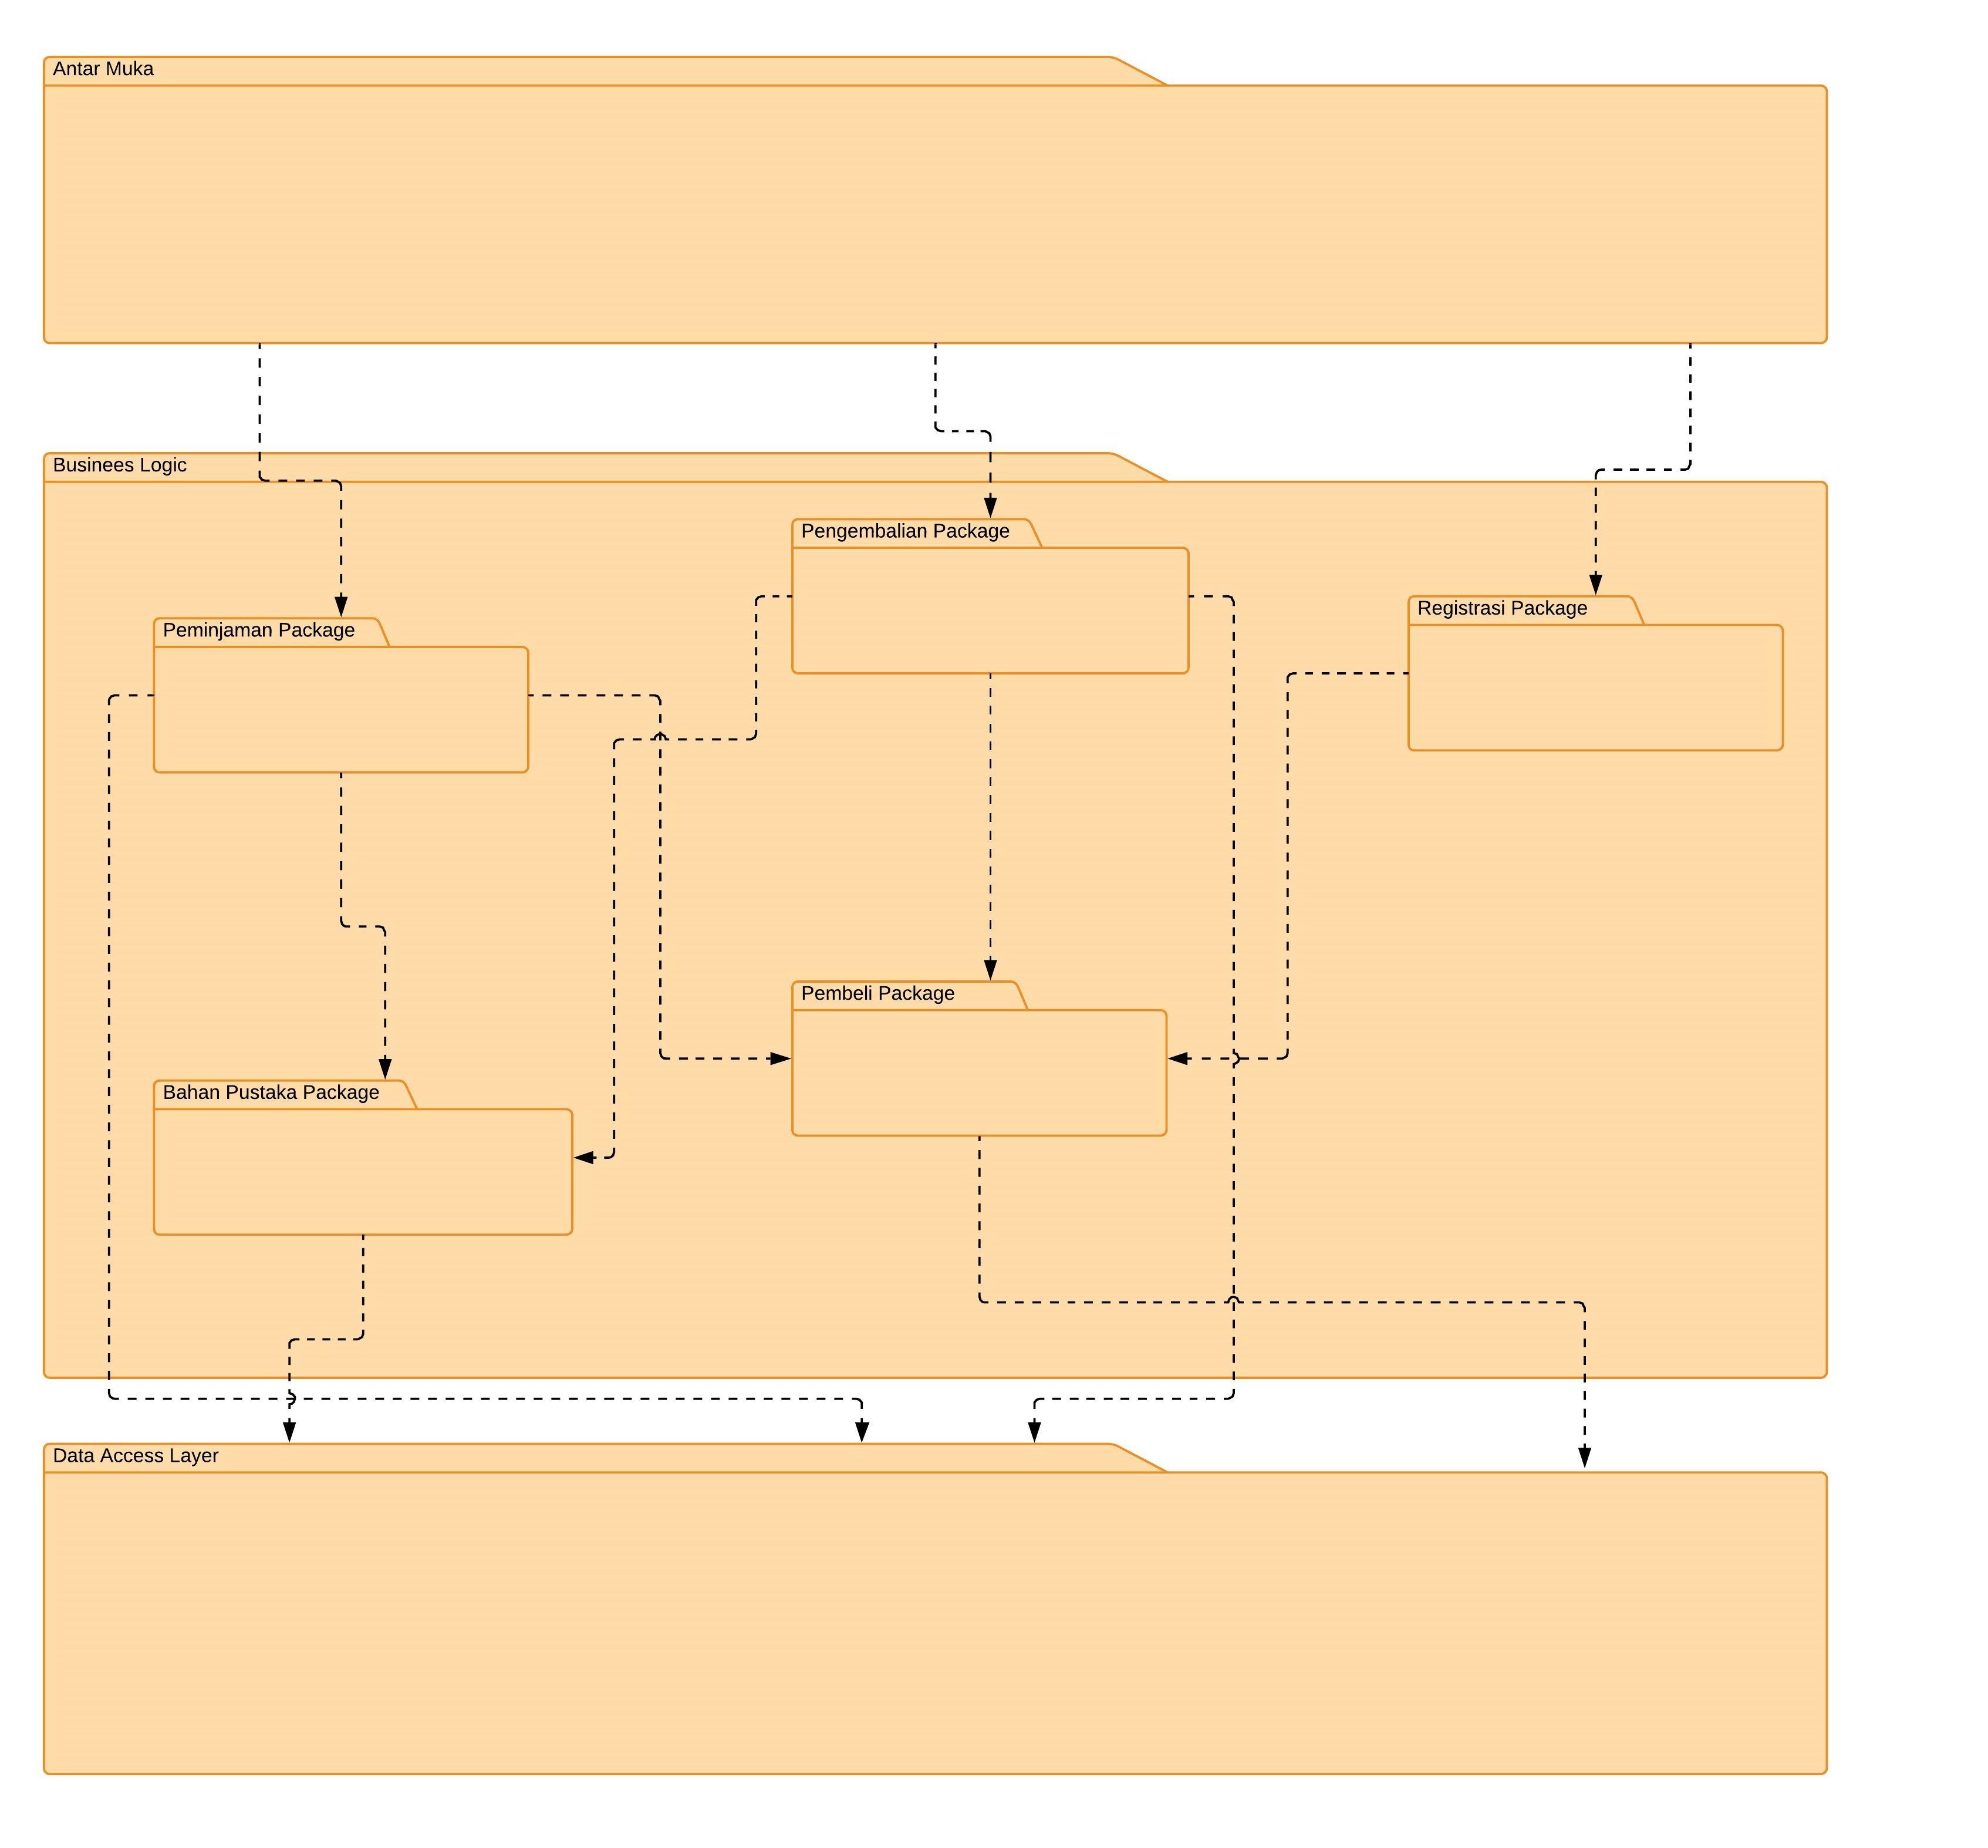 Antar Muka
Businees Logic
Pengembalian Package
Registrasi Package
Peminjaman Package
Pembeli Package
Bahan Pustaka Package
Data Access Layer